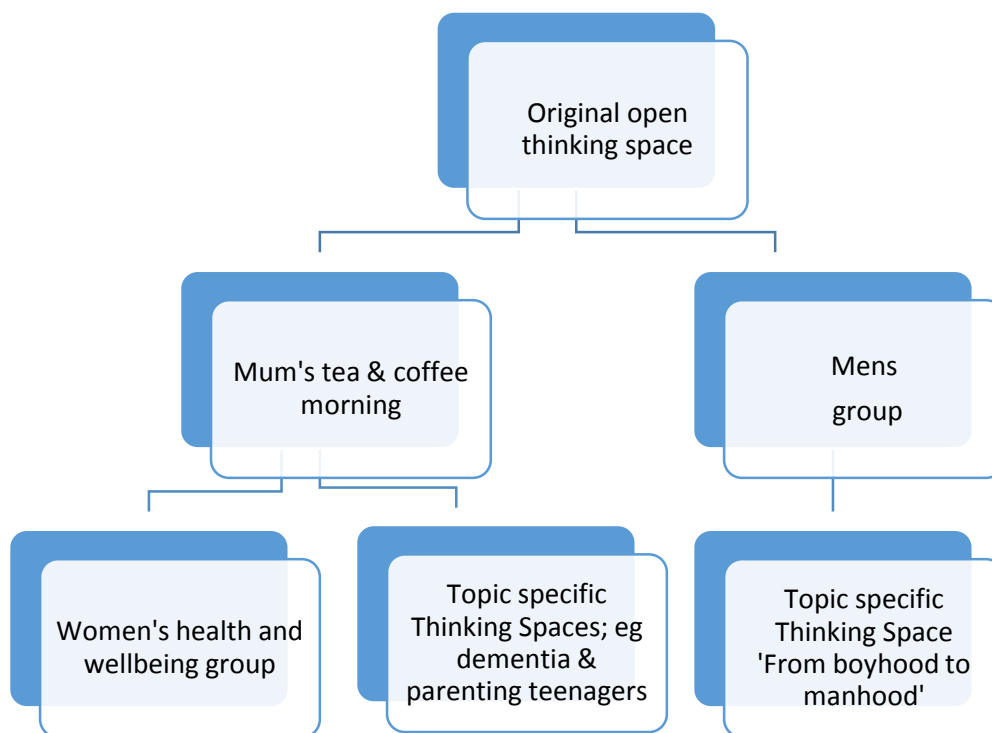 Original open
thinking space
Mum's tea & coffee
morning
Mens
group
Women's health and
wellbeing group
Topic specific
Thinking Spaces; eg
dementia &
parenting teenagers
Topic specific
Thinking Space
'From boyhood to
manhood'